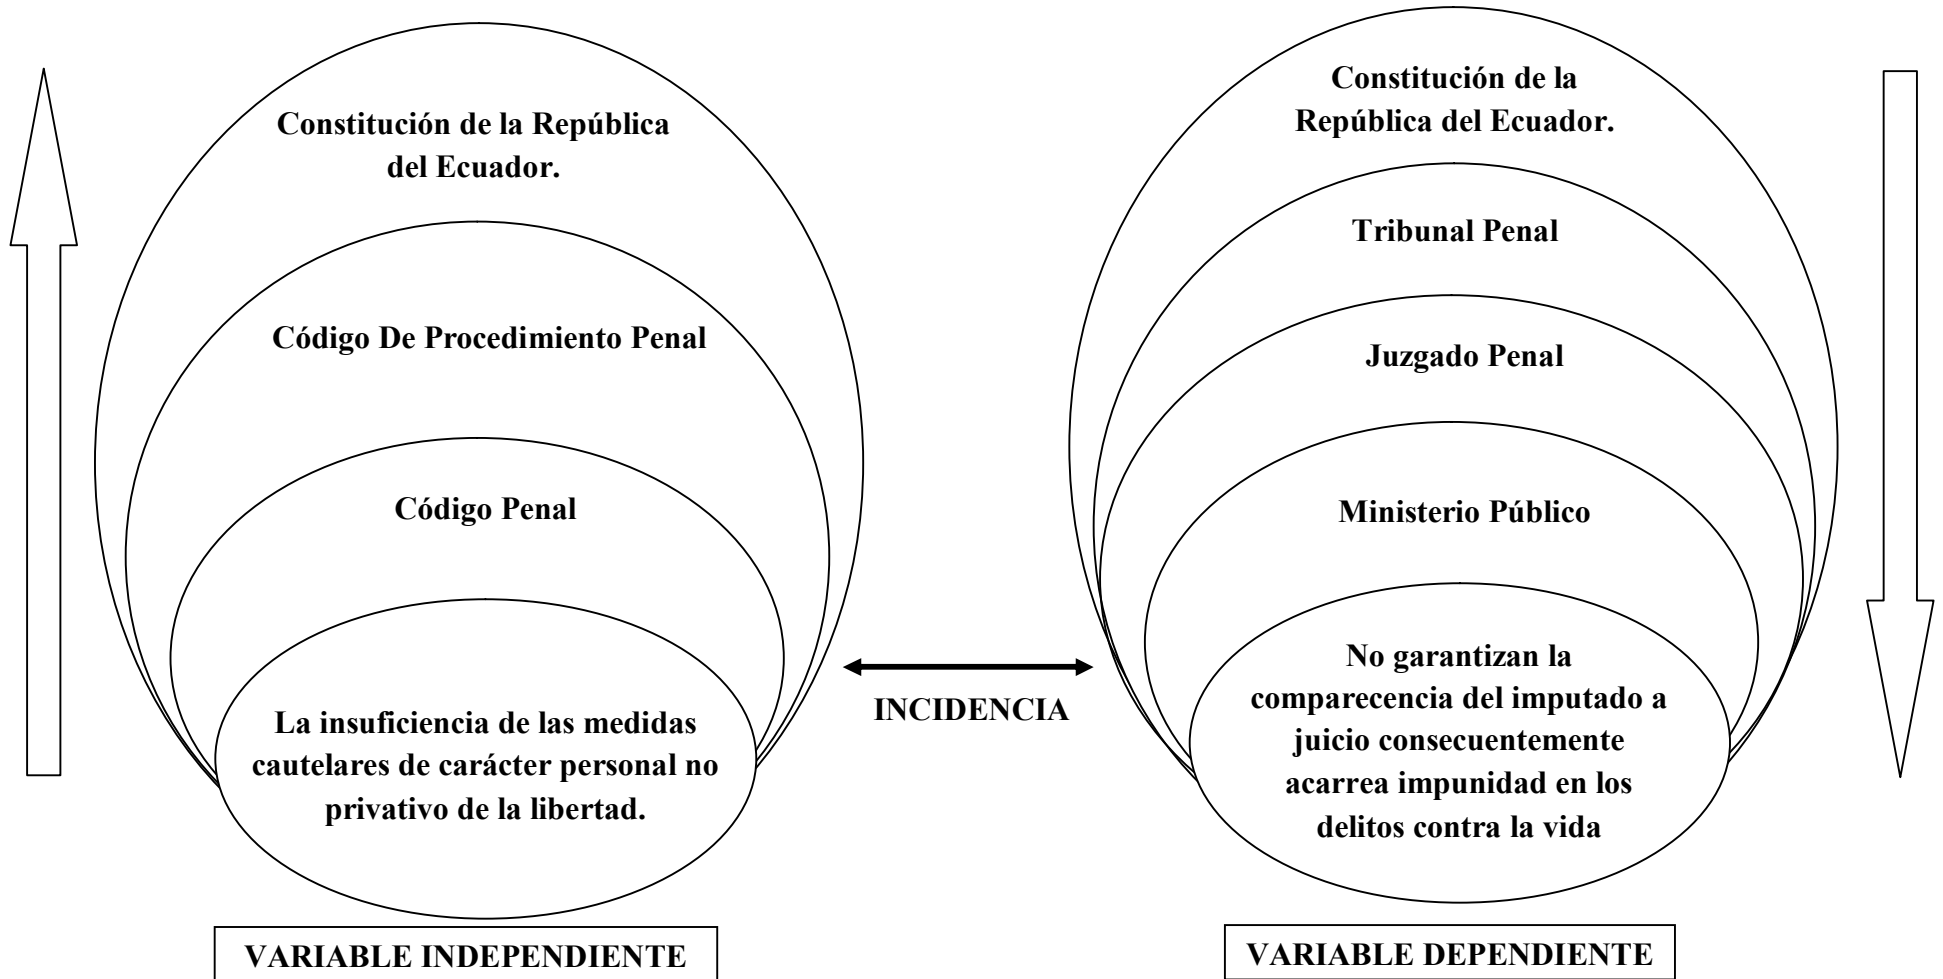 Constitución de la República
del Ecuador.
Código De Procedimiento Penal
Código Penal
La insuficiencia de las medidas
cautelares de carácter personal no
privativo de la libertad.
VARIABLE INDEPENDIENTE
INCIDENCIA
Constitución de la
República del Ecuador.
Tribunal Penal
Juzgado Penal
Ministerio Público
No garantizan la
comparecencia del imputado a
juicio consecuentemente
acarrea impunidad en los
delitos contra la vida
VARIABLE DEPENDIENTE